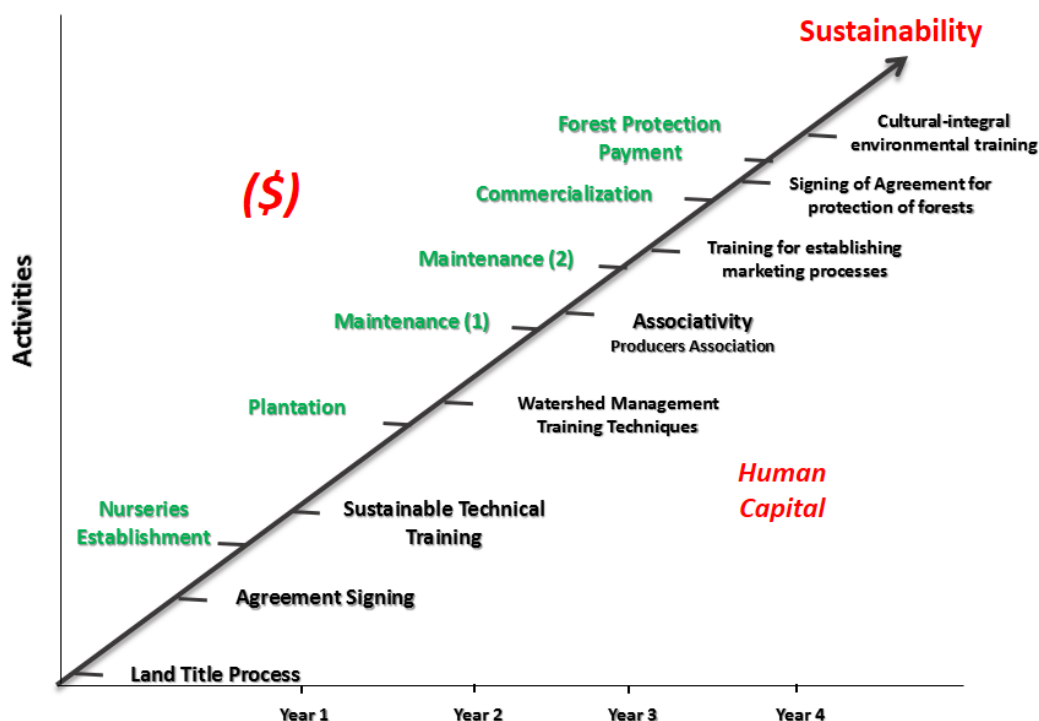 Sustainability
Cultural-integral
environmental training
Forest Protection
Payment
Signing of Agreement for
protection of forests
($)
Commercialization
Training for establishing
marketing processes
Maintenance (2)
Activities
Maintenance (1)
Associativity
Producers Association
Plantation
Watershed Management
Training Techniques
Human
Capital
Nurseries
Establishment
Sustainable Technical
Training
Agreement Signing
Land Title Process
Year 1
Year 2
Year 3
Year 4